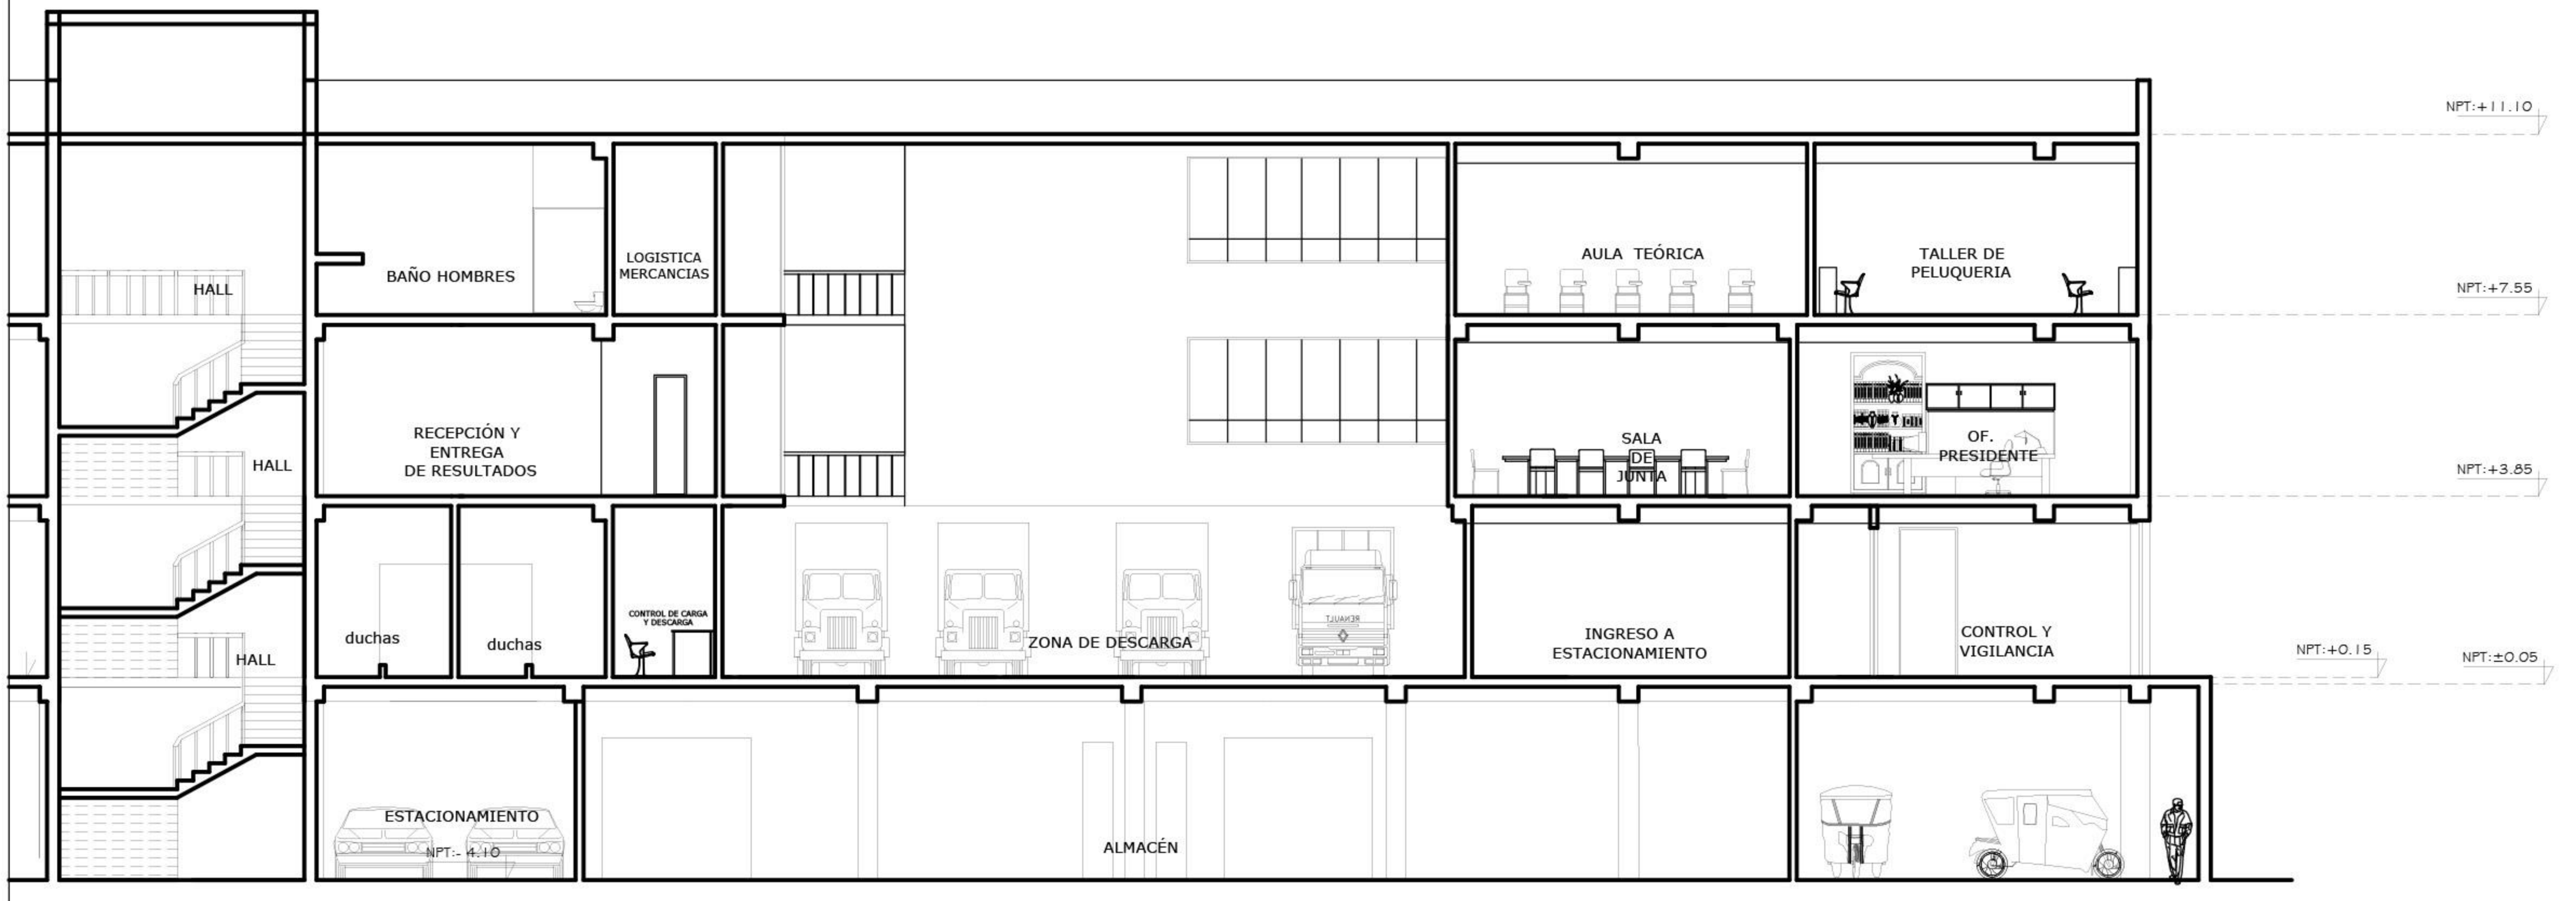 NPT:+11.10
BAÑO HOMBRES
LOGISTICA
MERCANCIAS
AULA TEÓRICA
TALLER DE
PELUQUERIA
HALL
NPT:+7.55
RECEPCIÓN Y
ENTREGA
DE RESULTADOS
HALL
SALA
DE
JUNTA
OF.
PRESIDENTE
NPT:+3.85
duchas
duchas
CONTROL DE CARGA
Y DESCARGA
RENAULT
ZONA DE DESCARGA
INGRESO A
ESTACIONAMIENTO
CONTROL Y
VIGILANCIA
HALL
NPT:+0.15
NPT:±0.05
ESTACIONAMIENTO
NPT:- 4.10
ALMACÉN